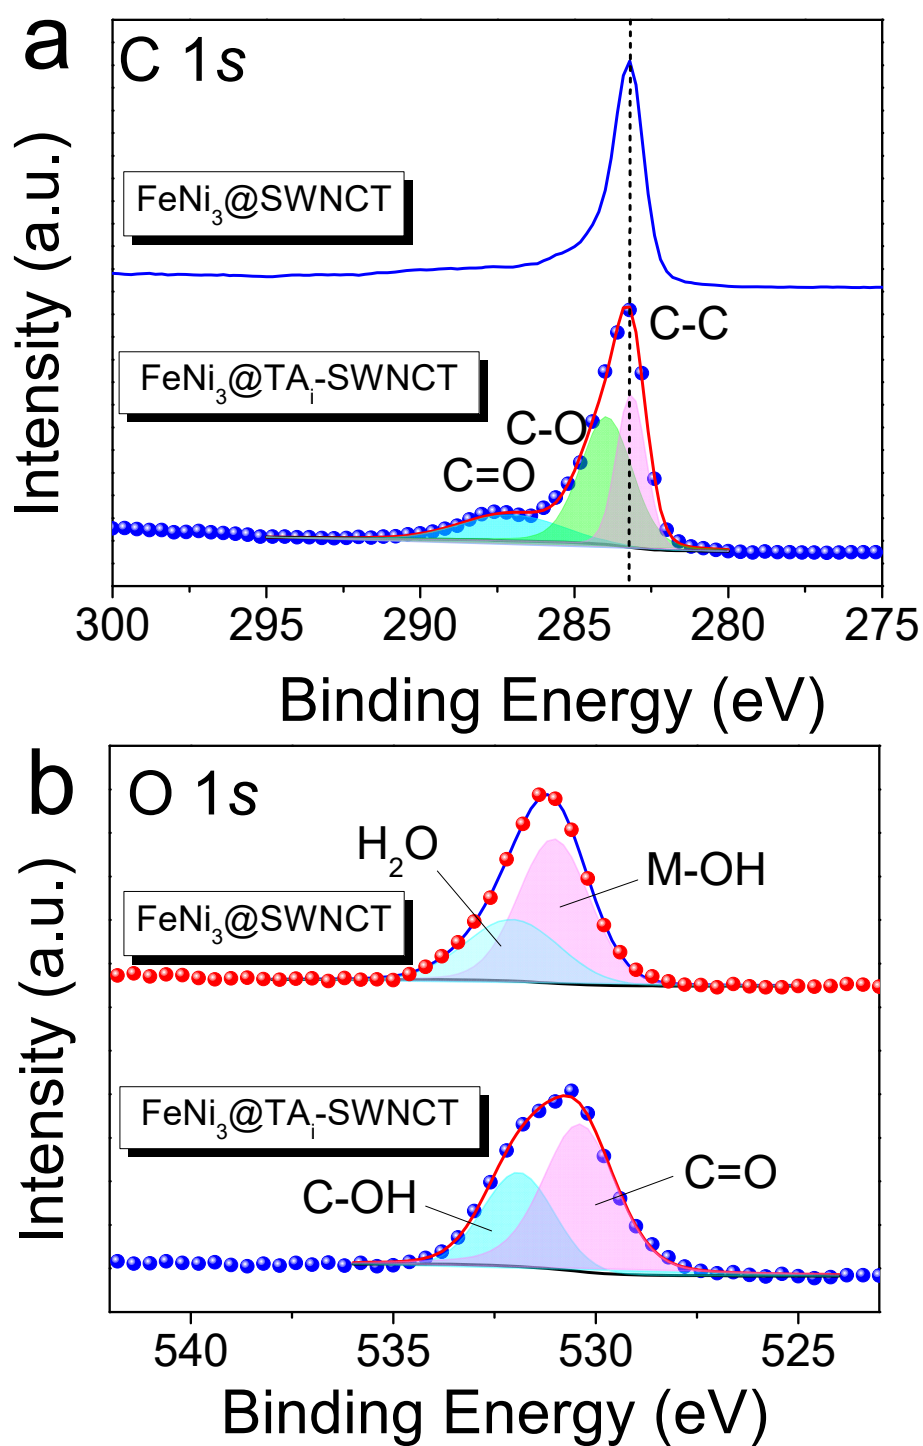 a
C 1s
Intensity (a.u.)
FeNi₃@SWNCT
C-C
FeNi₃@TAᵢ-SWNCT
C-O
C=O
300 295 290 285 280 275
Binding Energy (eV)
b
O 1s
Intensity (a.u.)
H₂O
M-OH
FeNi₃@SWNCT
FeNi₃@TAᵢ-SWNCT
C=O
C-OH
540 535 530 525
Binding Energy (eV)